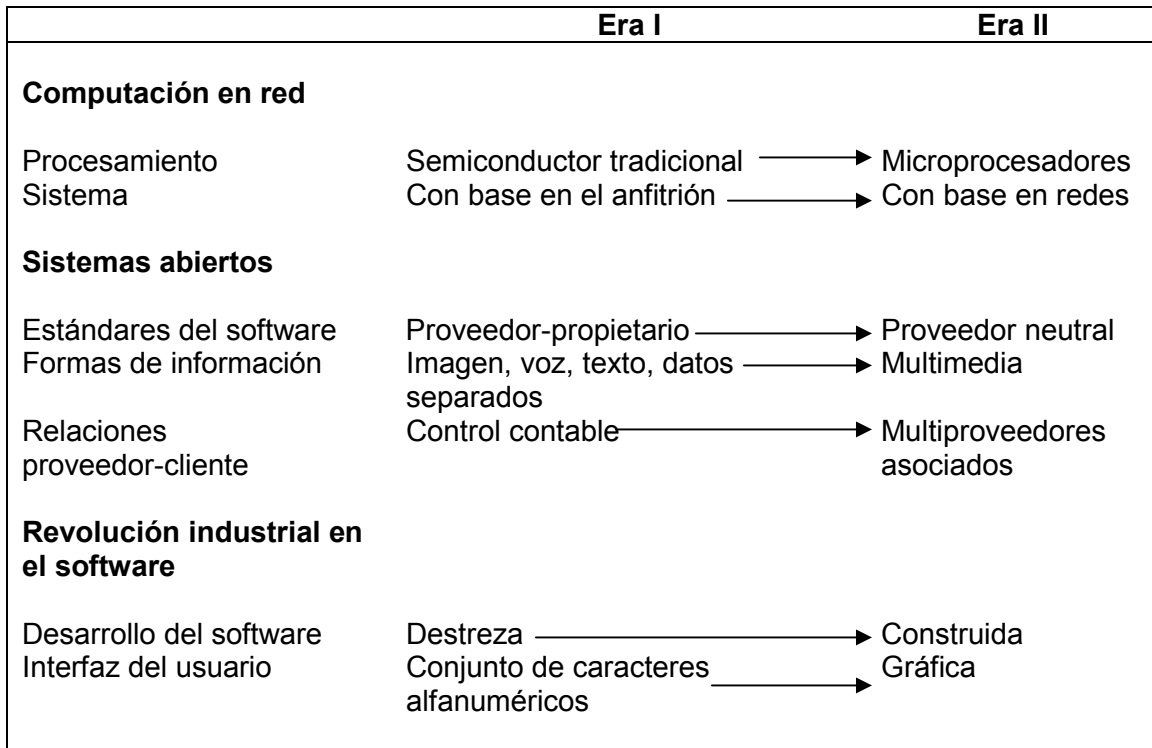 Era I Era II
Computación en red
Procesamiento Semiconductor tradicional Microprocesadores
Sistema Con base en el anfitrión Con base en redes
Sistemas abiertos
Estándares del software Proveedor-propietario Proveedor neutral
Formas de información Imagen, voz, texto, datos Multimedia
separados
Relaciones Control contable Multiproveedores
proveedor-cliente asociados
Revolución industrial en
el software
Desarrollo del software Destreza Construida
Interfaz del usuario Conjunto de caracteres Gráfica
alfanuméricos